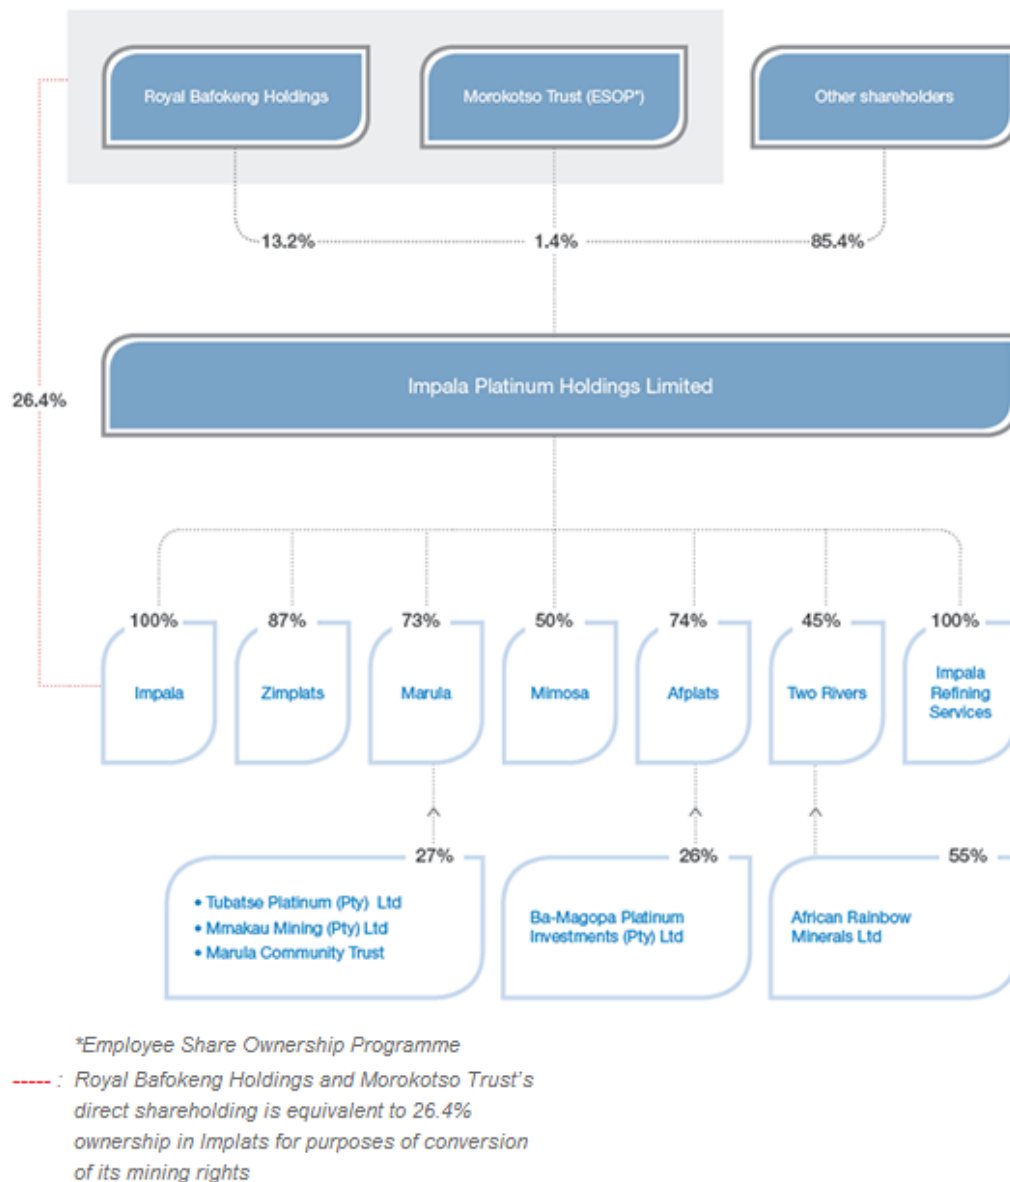 Royal Bafokeng Holdings
Morokotso Trust (ESOP*)
Other shareholders
13.2%
1.4%
85.4%
Impala Platinum Holdings Limited
26.4%
100%
87%
73%
50%
74%
45%
100%
Impala
Zimplats
Marula
Mimosa
Afplats
Two Rivers
Impala
Refining
Services
27%
26%
55%
• Tubatse Platinum (Pty) Ltd
• Mmakau Mining (Pty) Ltd
• Marula Community Trust
Ba-Magopa Platinum
Investments (Pty) Ltd
African Rainbow
Minerals Ltd
*Employee Share Ownership Programme
----- : Royal Bafokeng Holdings and Morokotso Trust's
direct shareholding is equivalent to 26.4%
ownership in Implats for purposes of conversion
of its mining rights